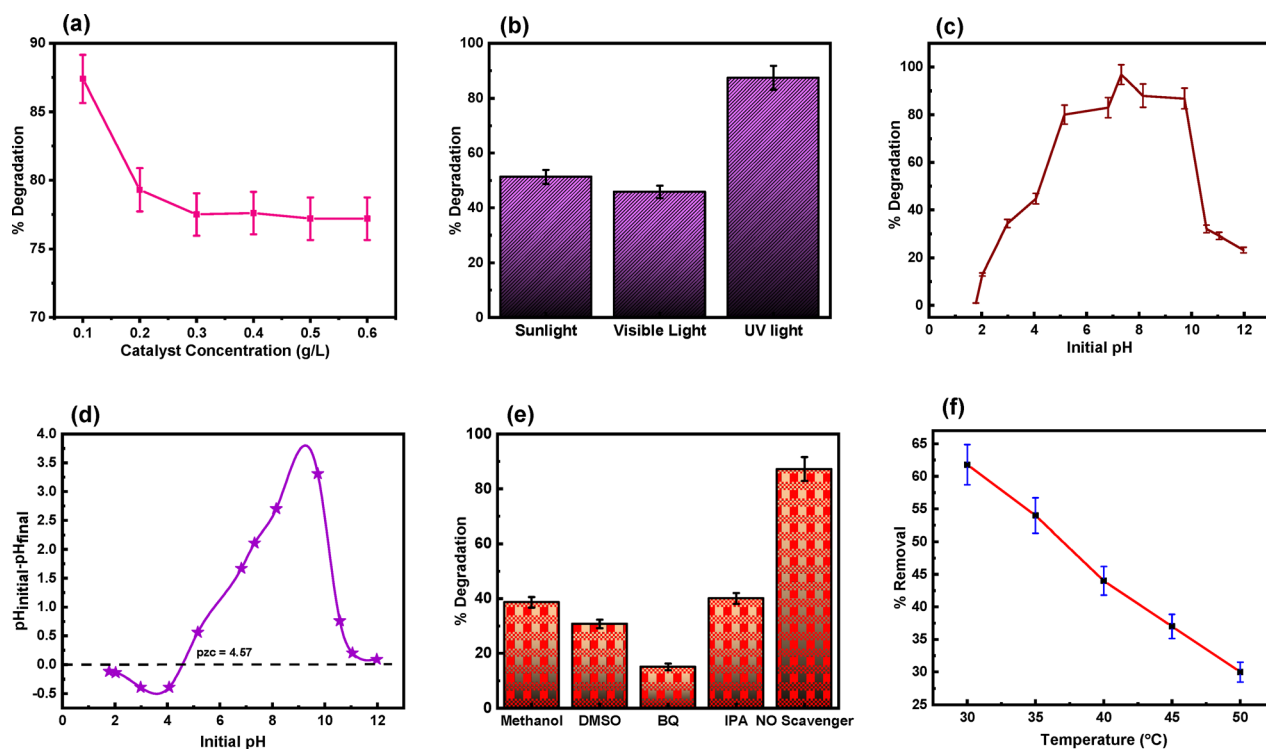 (a)
90
85
80
75
70
% Degradation
0.1 0.2 0.3 0.4 0.5 0.6
Catalyst Concentration (g/L)
(b)
100
80
60
40
20
0
% Degradation
Sunlight Visible Light UV light
(c)
100
80
60
40
20
0
% Degradation
0 2 4 6 8 10 12
Initial pH
(d)
4.0
3.5
3.0
2.5
2.0
1.5
1.0
0.5
0.0
-0.5
pHinitial-pHfinal
pzc = 4.57
0 2 4 6 8 10 12
Initial pH
(e)
100
80
60
40
20
0
% Degradation
Methanol DMSO BQ IPA NO Scavenger
(f)
65
60
55
50
45
40
35
30
25
% Removal
30 35 40 45 50
Temperature (°C)